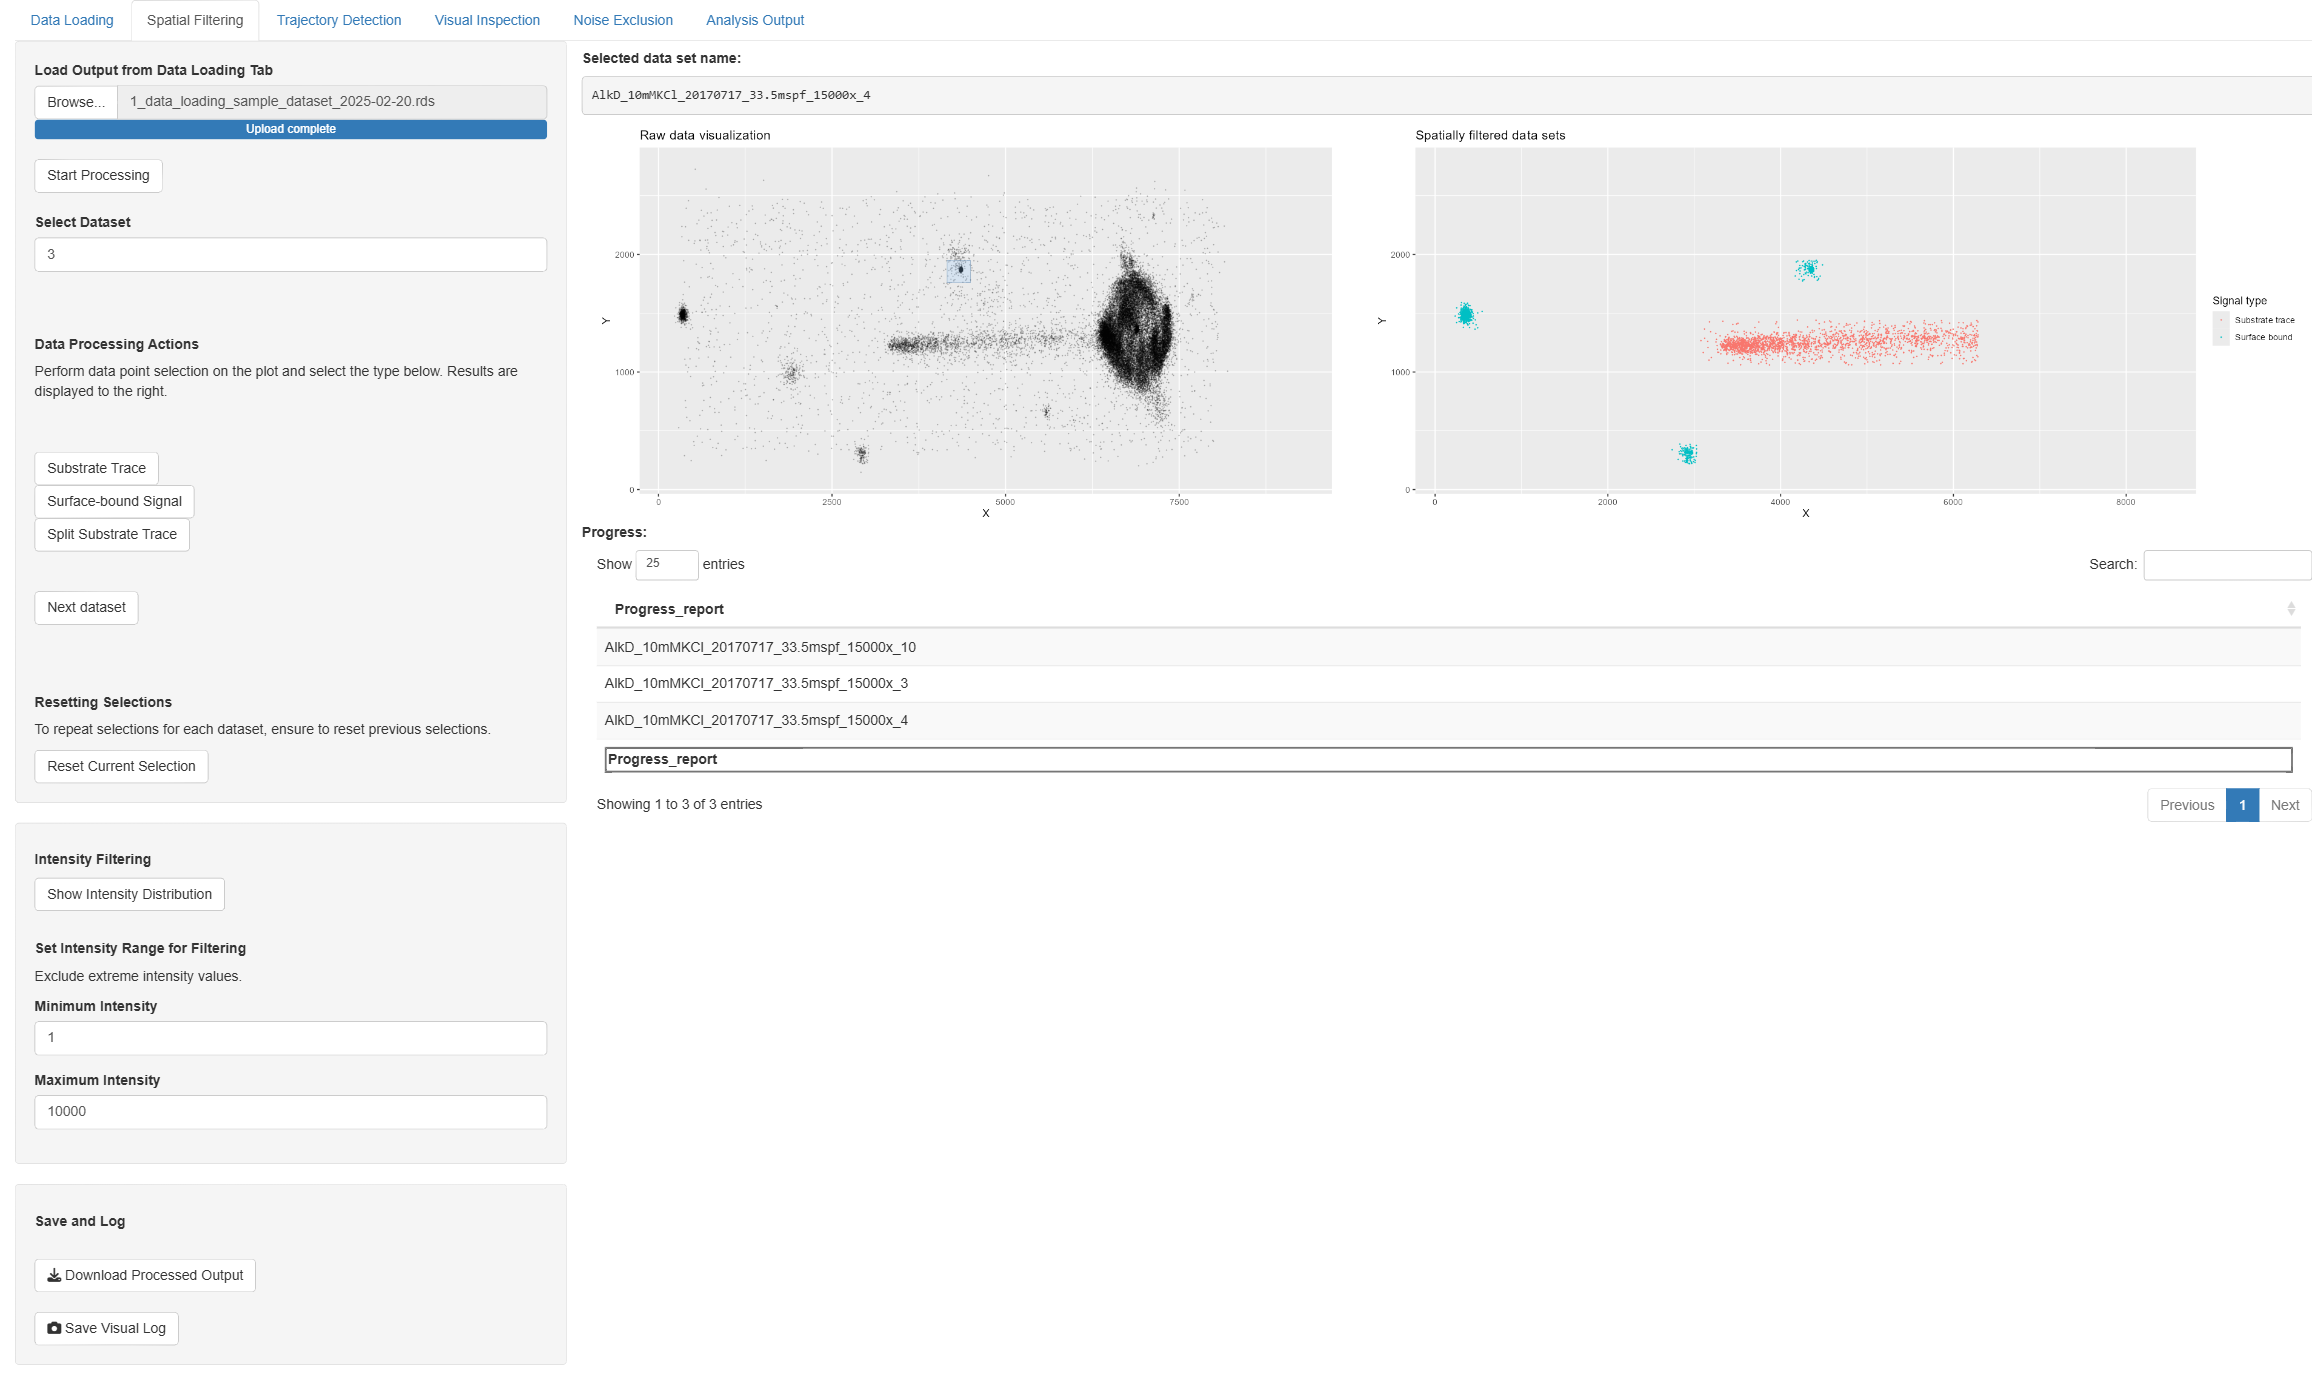 Data Loading
Spatial Filtering
Trajectory Detection
Visual Inspection
Noise Exclusion
Analysis Output
Load Output from Data Loading Tab
Browse...
1_data_loading_sample_dataset_2025-02-20.rds
Upload complete
Start Processing
Select Dataset
3
Data Processing Actions
Perform data point selection on the plot and select the type below. Results are
displayed to the right.
Substrate Trace
Surface-bound Signal
Split Substrate Trace
Next dataset
Resetting Selections
To repeat selections for each dataset, ensure to reset previous selections.
Reset Current Selection
Intensity Filtering
Show Intensity Distribution
Set Intensity Range for Filtering
Exclude extreme intensity values.
Minimum Intensity
1
Maximum Intensity
10000
Save and Log
Download Processed Output
Save Visual Log
Selected data set name:
AlkD_10mMKCl_20170717_33.5mspf_15000x_4
Raw data visualization
Y
2000
1000
0
0
2500
5000
7500
X
Spatially filtered data sets
Y
2000
1000
0
0
2000
4000
6000
8000
X
Signal type
Substrate trace
Surface bound
Progress:
Show 25 entries
Search:
Progress_report
AlkD_10mMKCl_20170717_33.5mspf_15000x_10
AlkD_10mMKCl_20170717_33.5mspf_15000x_3
AlkD_10mMKCl_20170717_33.5mspf_15000x_4
Progress_report
Showing 1 to 3 of 3 entries
Previous
1
Next